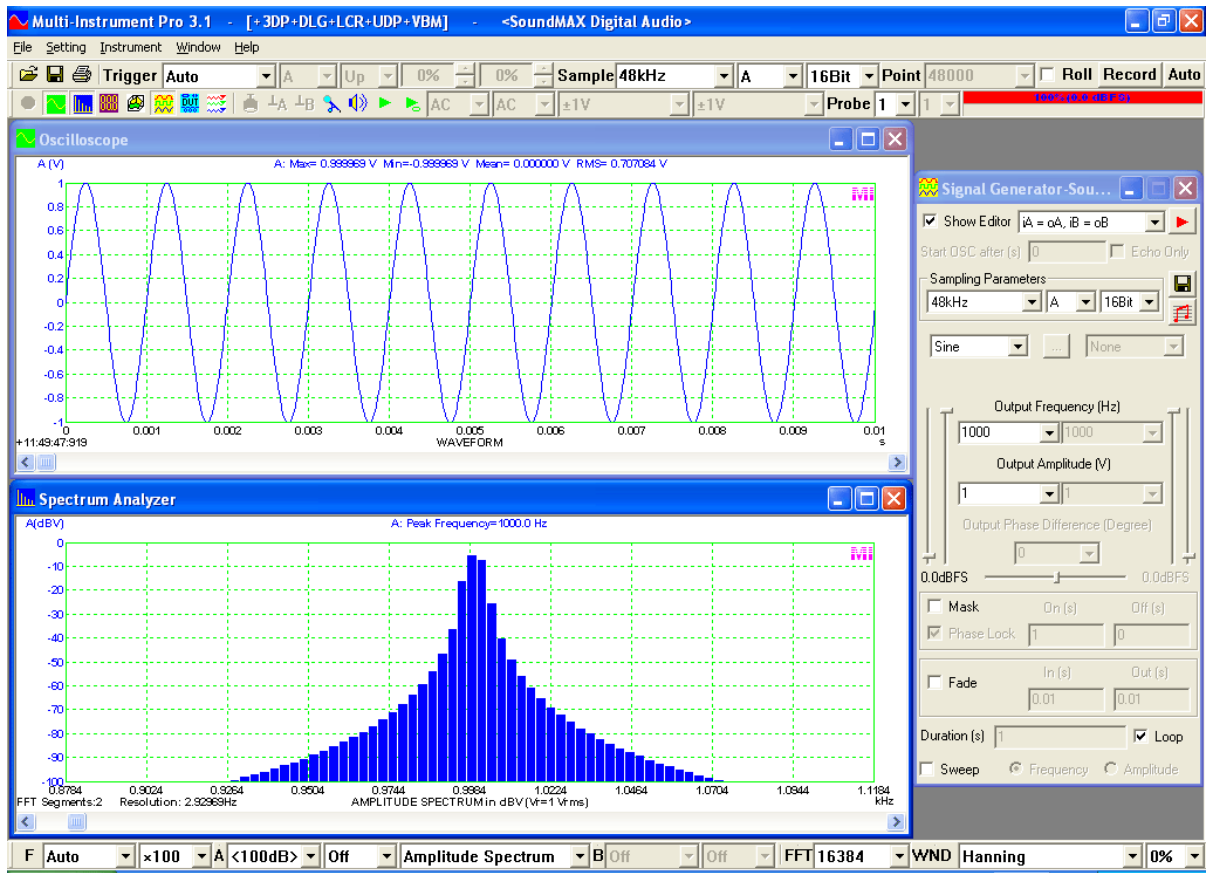 Multi-Instrument Pro 3.1 - [+3DP+DLG+LCR+UDP+VBM] - <SoundMAX Digital Audio>
File Setting Instrument Window Help
Trigger Auto A Up 0% 0% Sample 48kHz A 16Bit Point 48000 Roll Record Auto
A B AC AC ±1V ±1V Probe 1 1 100% (0.0 dBFS)
Oscilloscope
A (V) A: Max= 0.999969 V Min=-0.999969 V Mean= 0.000000 V RMS= 0.707084 V
MI
1
0.8
0.6
0.4
0.2
0
-0.2
-0.4
-0.6
-0.8
-1
0 0.001 0.002 0.003 0.004 0.005 0.006 0.007 0.008 0.009 0.01
+11:49:47:919 WAVEFORM s
Spectrum Analyzer
A(dBV) A: Peak Frequency=1000.0 Hz
MI
0
-10
-20
-30
-40
-50
-60
-70
-80
-90
-100
0.8784 0.9024 0.9264 0.9504 0.9744 0.9984 1.0224 1.0464 1.0704 1.0944 1.1184
FFT Segments:2 Resolution: 2.92969Hz AMPLITUDE SPECTRUM in dBV (Vr=1 Vrms) kHz
Signal Generator-Sou...
Show Editor iA = oA, iB = oB
Start OSC after (s) 0 Echo Only
Sampling Parameters
48kHz A 16Bit
Sine ... None
Output Frequency (Hz)
1000 1000
Output Amplitude (V)
1 1
Output Phase Difference (Degree)
0
0.0dBFS 0.0dBFS
Mask On (s) Off (s)
Phase Lock 1 0
Fade In (s) Out (s)
0.01 0.01
Duration (s) 1 Loop
Sweep Frequency Amplitude
F Auto ×100 A <100dB> Off Amplitude Spectrum B Off Off FFT 16384 WND Hanning 0%